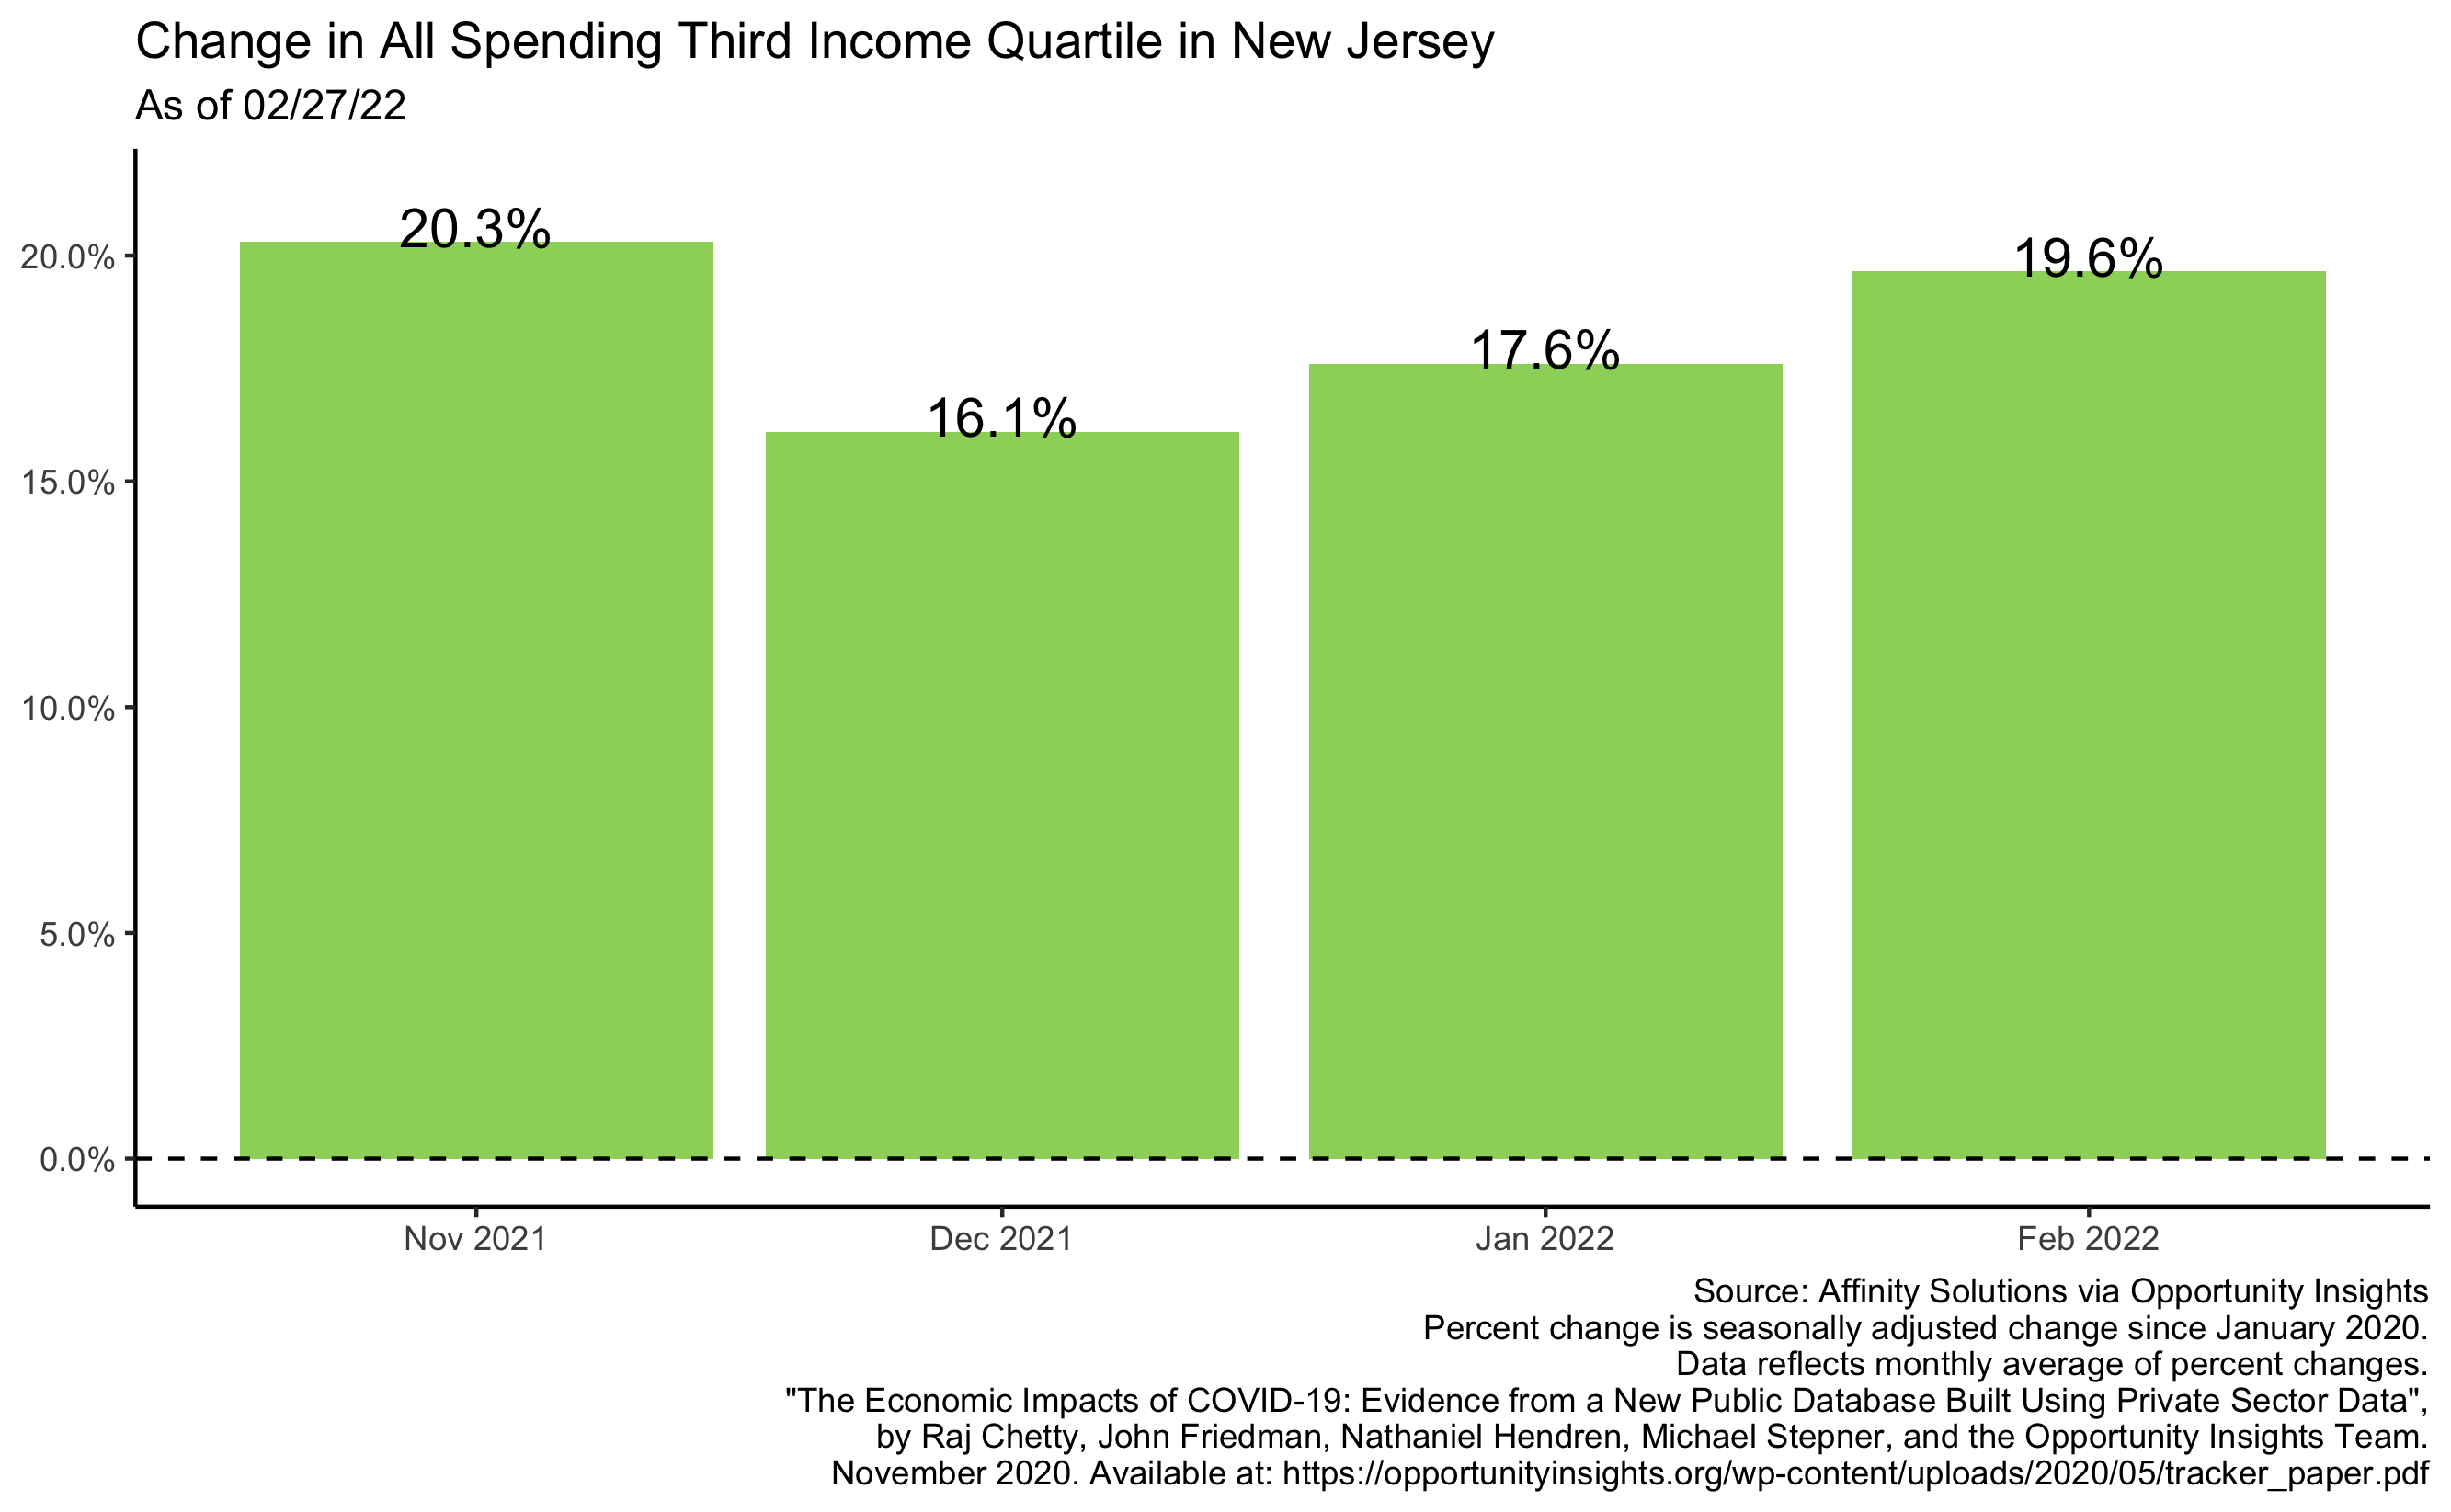 Change in All Spending Third Income Quartile in New Jersey
As of 02/27/22
20.3%
16.1%
17.6%
19.6%
20.0%
15.0%
10.0%
5.0%
0.0%
Nov 2021
Dec 2021
Jan 2022
Feb 2022
Source: Affinity Solutions via Opportunity Insights
Percent change is seasonally adjusted change since January 2020.
Data reflects monthly average of percent changes.
"The Economic Impacts of COVID-19: Evidence from a New Public Database Built Using Private Sector Data",
by Raj Chetty, John Friedman, Nathaniel Hendren, Michael Stepner, and the Opportunity Insights Team.
November 2020. Available at: https://opportunityinsights.org/wp-content/uploads/2020/05/tracker_paper.pdf